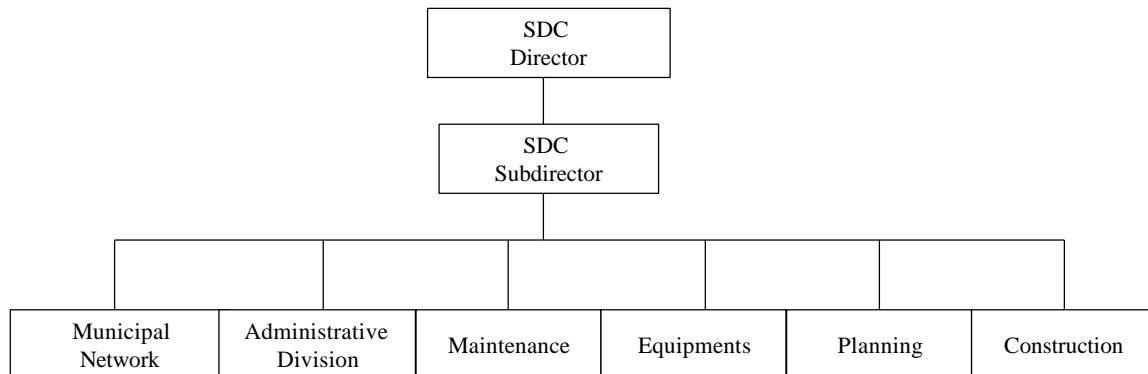 SDC
Director
SDC
Subdirector
Municipal
Network
Administrative
Division
Maintenance
Equipments
Planning
Construction